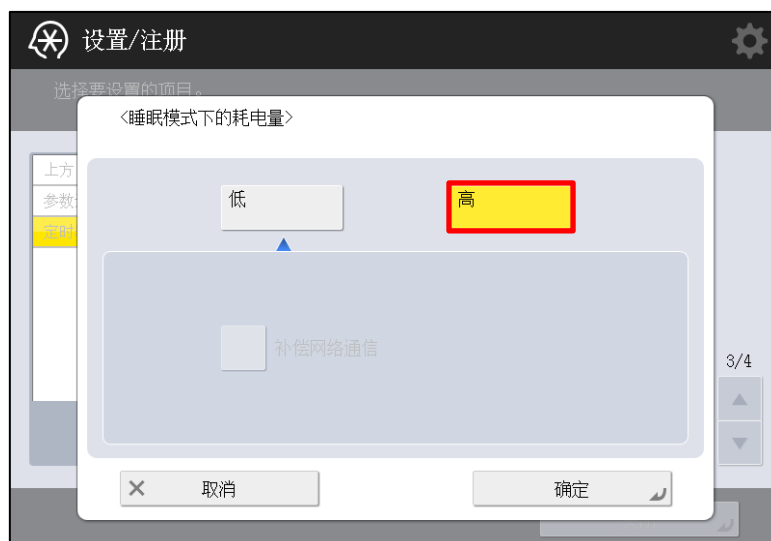 设置/注册
选择要设置的项目。
<睡眠模式下的耗电量>
上方
参数
定时
低
高
补偿网络通信
3/4
取消
确定